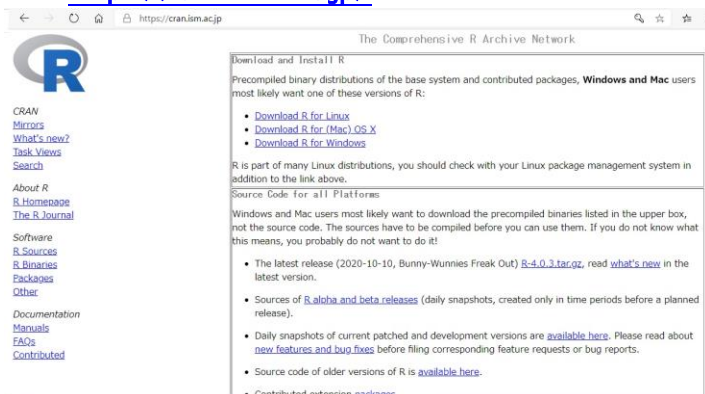 https://cran.ism.ac.jp
The Comprehensive R Archive Network
R
CRAN
Mirrors
What's new?
Task Views
Search
About R
R Homepage
The R Journal
Software
R Sources
R Binaries
Packages
Other
Documentation
Manuals
FAQs
Contributed
Download and Install R
Precompiled binary distributions of the base system and contributed packages, Windows and Mac users
most likely want one of these versions of R:
• Download R for Linux
• Download R for (Mac) OS X
• Download R for Windows
R is part of many Linux distributions, you should check with your Linux package management system in
addition to the link above.
Source Code for all Platforms
Windows and Mac users most likely want to download the precompiled binaries listed in the upper box,
not the source code. The sources have to be compiled before you can use them. If you do not know what
this means, you probably do not want to do it!
• The latest release (2020-10-10, Bunny-Wunnies Freak Out) R-4.0.3.tar.gz, read what's new in the
latest version.
• Sources of R alpha and beta releases (daily snapshots, created only in time periods before a planned
release).
• Daily snapshots of current patched and development versions are available here. Please read about
new features and bug fixes before filing corresponding feature requests or bug reports.
• Source code of older versions of R is available here.
• Contributed extension packages